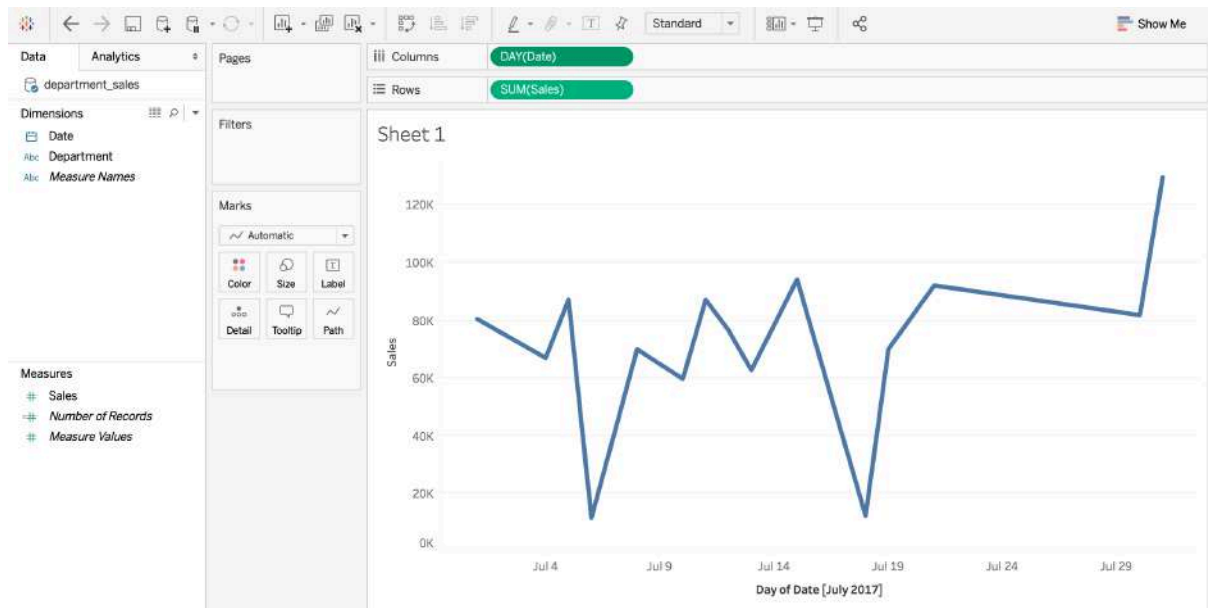 Standard
Show Me
Data Analytics
department_sales
Dimensions
Date
Abc Department
Abc Measure Names
Measures
# Sales
=# Number of Records
# Measure Values
Pages
Filters
Marks
Automatic
Color Size Label
Detail Tooltip Path
Columns DAY(Date)
Rows SUM(Sales)
Sheet 1
Sales
120K
100K
80K
60K
40K
20K
0K
Jul 4 Jul 9 Jul 14 Jul 19 Jul 24 Jul 29
Day of Date [July 2017]